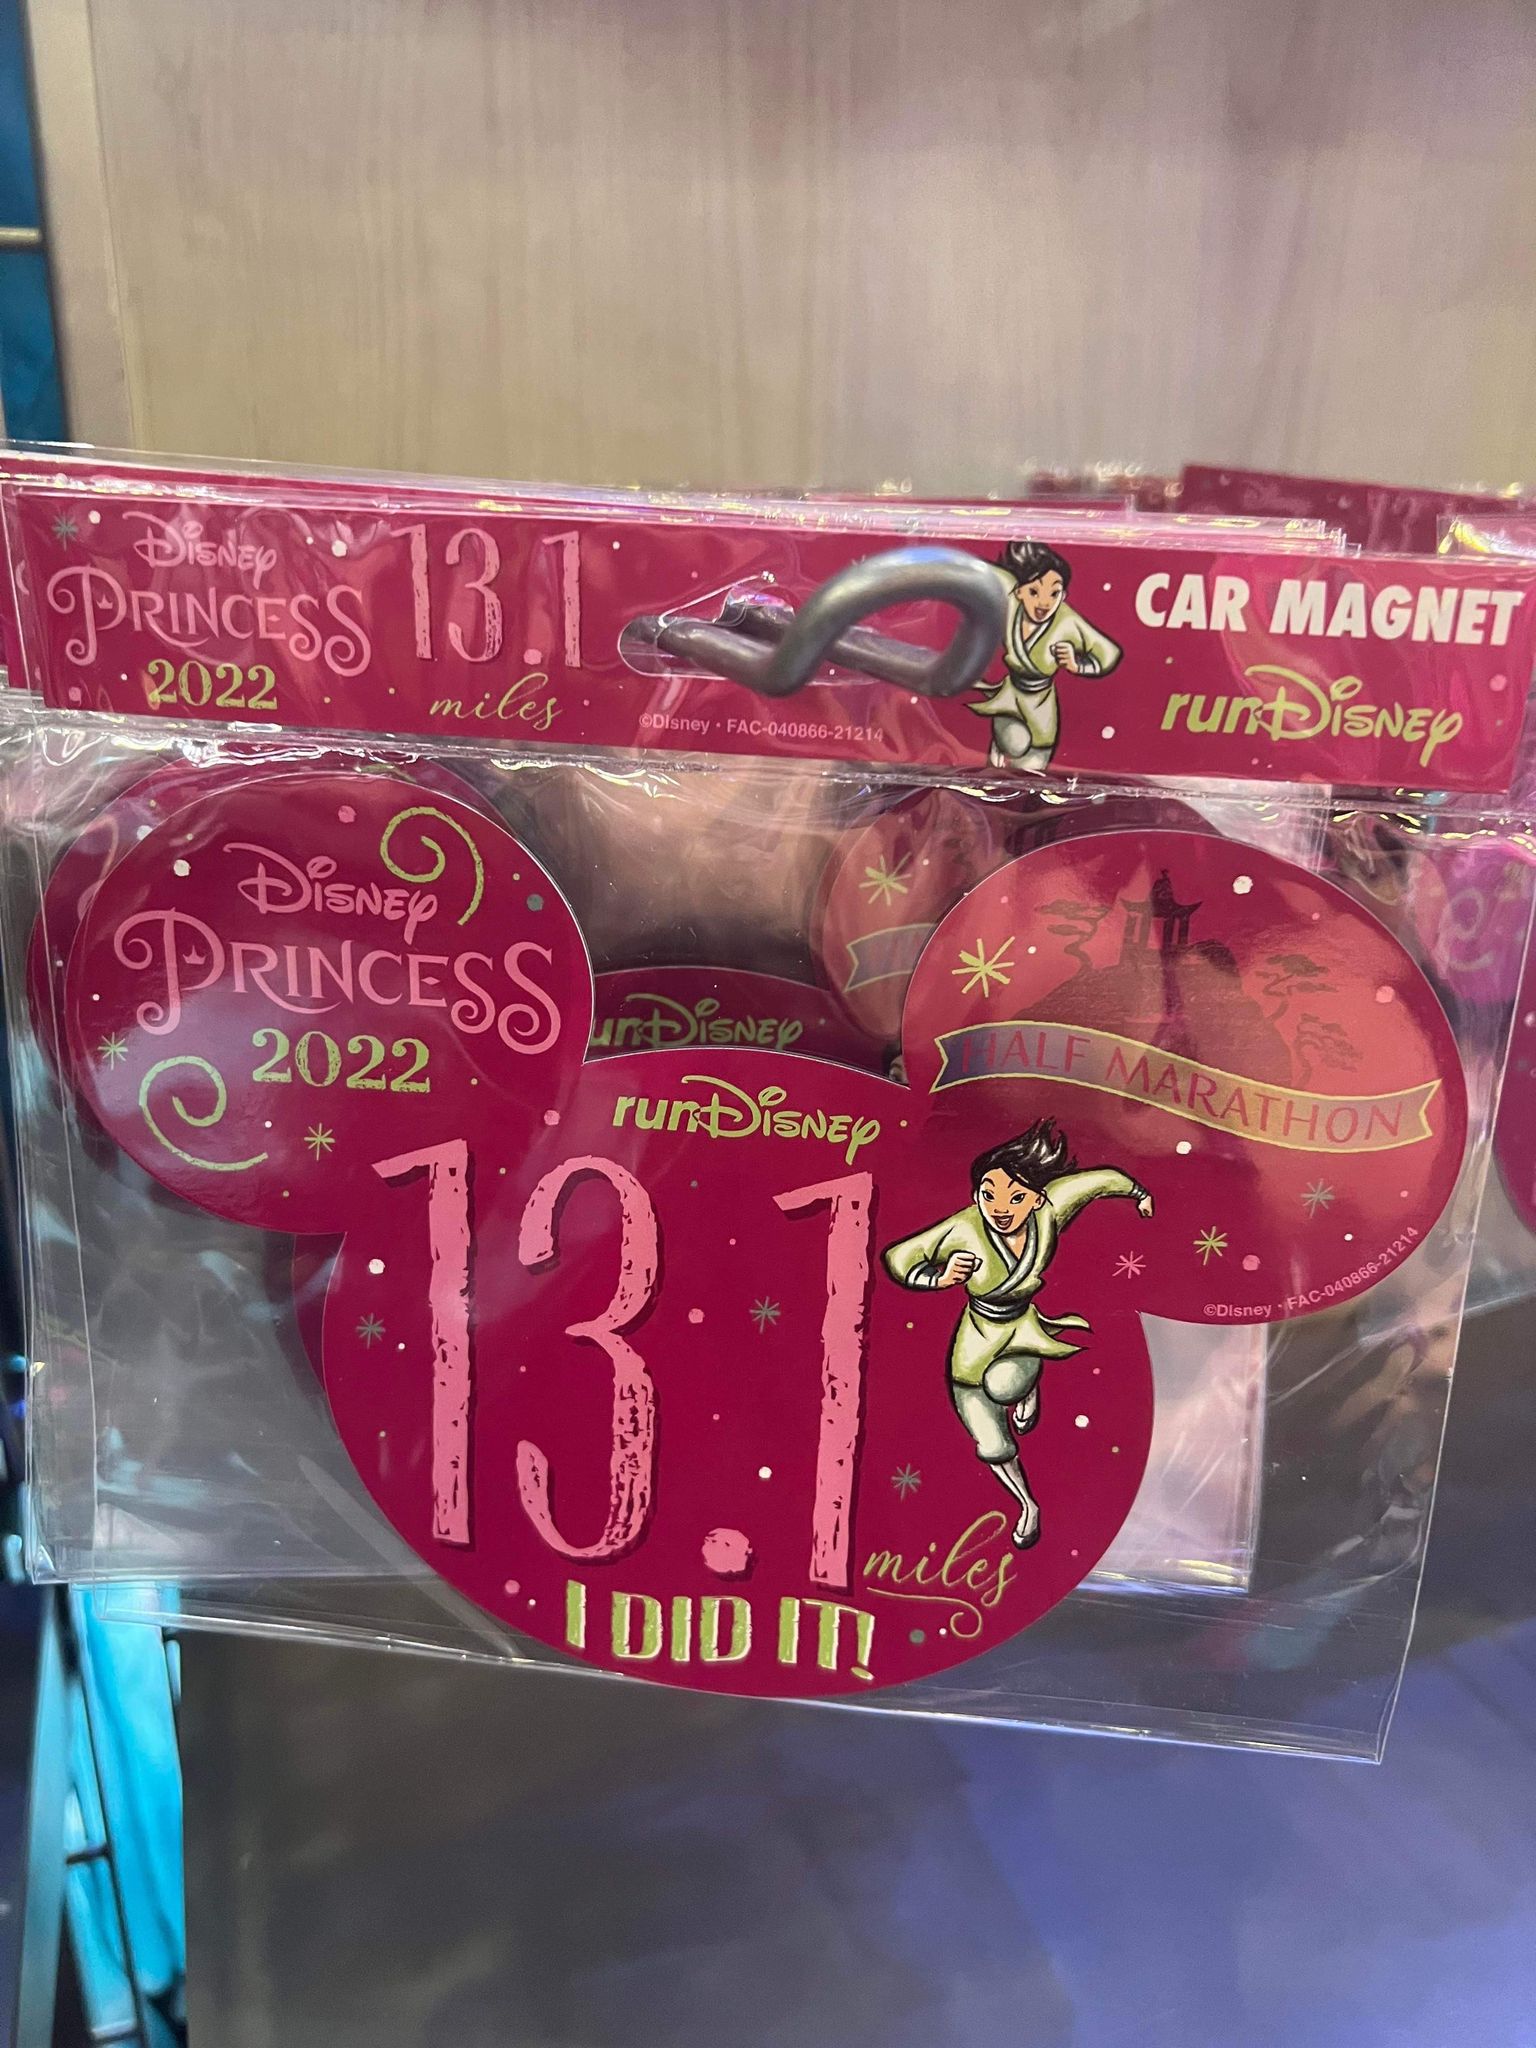 Disney
PRINCESS
2022
13.1
miles
©Disney • FAC-040866-21214
CAR MAGNET
runDisney
Disney
PRINCESS
2022
runDisney
runDisney
HALF MARATHON
13.1
miles
I DID IT!
©Disney • FAC-040866-21214